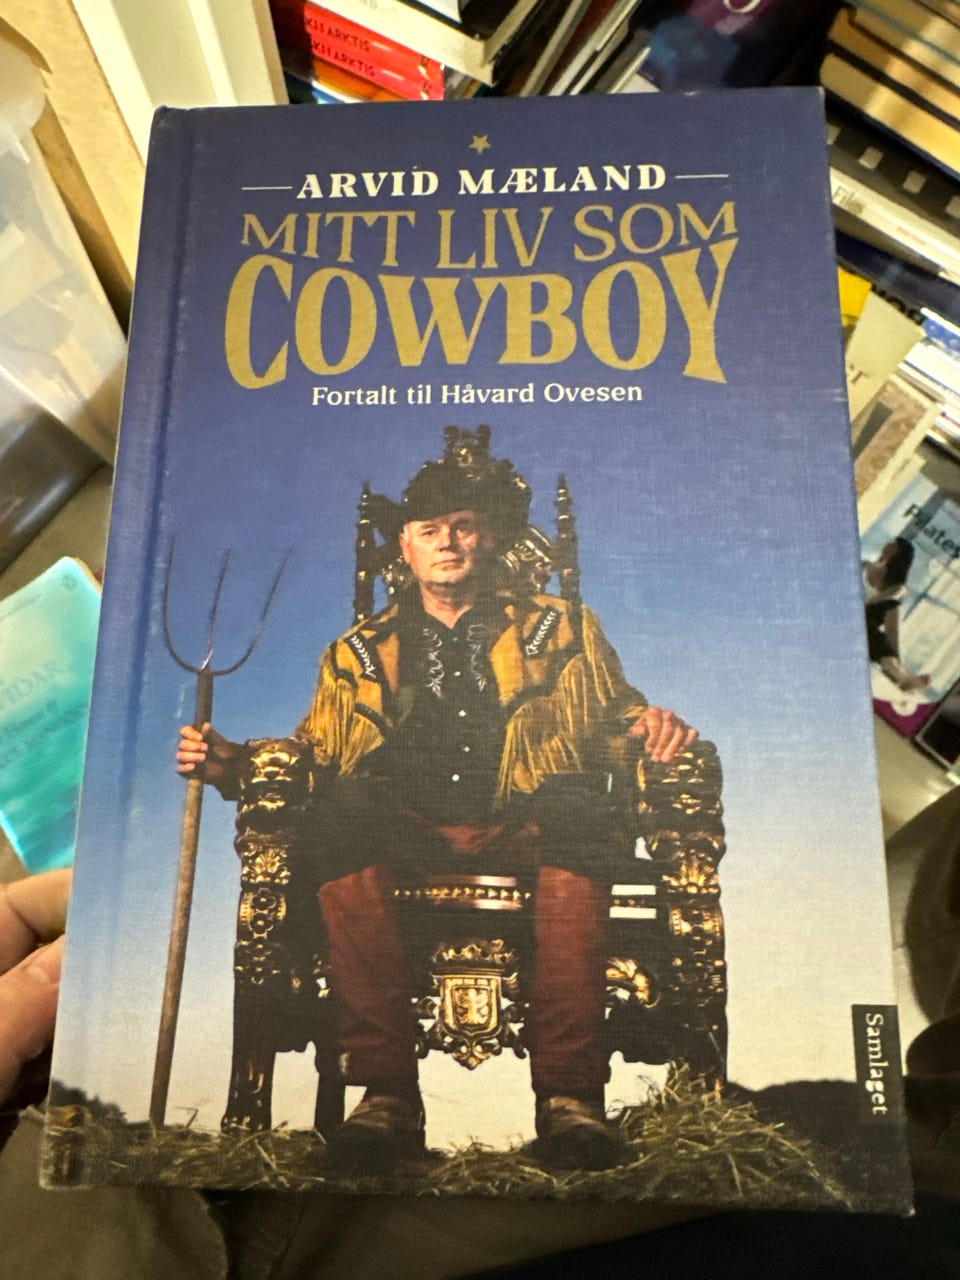 ARVID MÆLAND
MITT LIV SOM
COWBOY
Fortalt til Håvard Ovesen
Samlaget